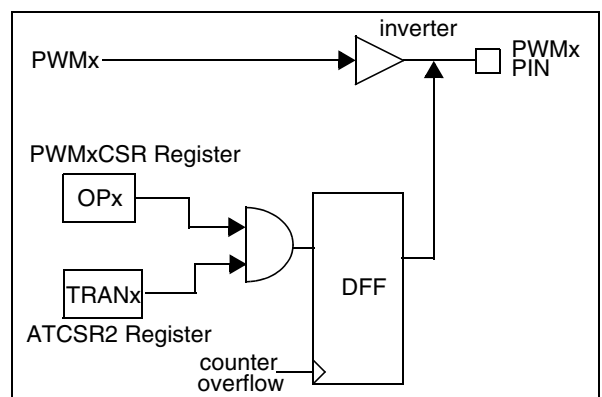 inverter
PWMx
PWMx
PIN
PWMxCSR Register
OPx
TRANx
DFF
ATCSR2 Register
counter
overflow